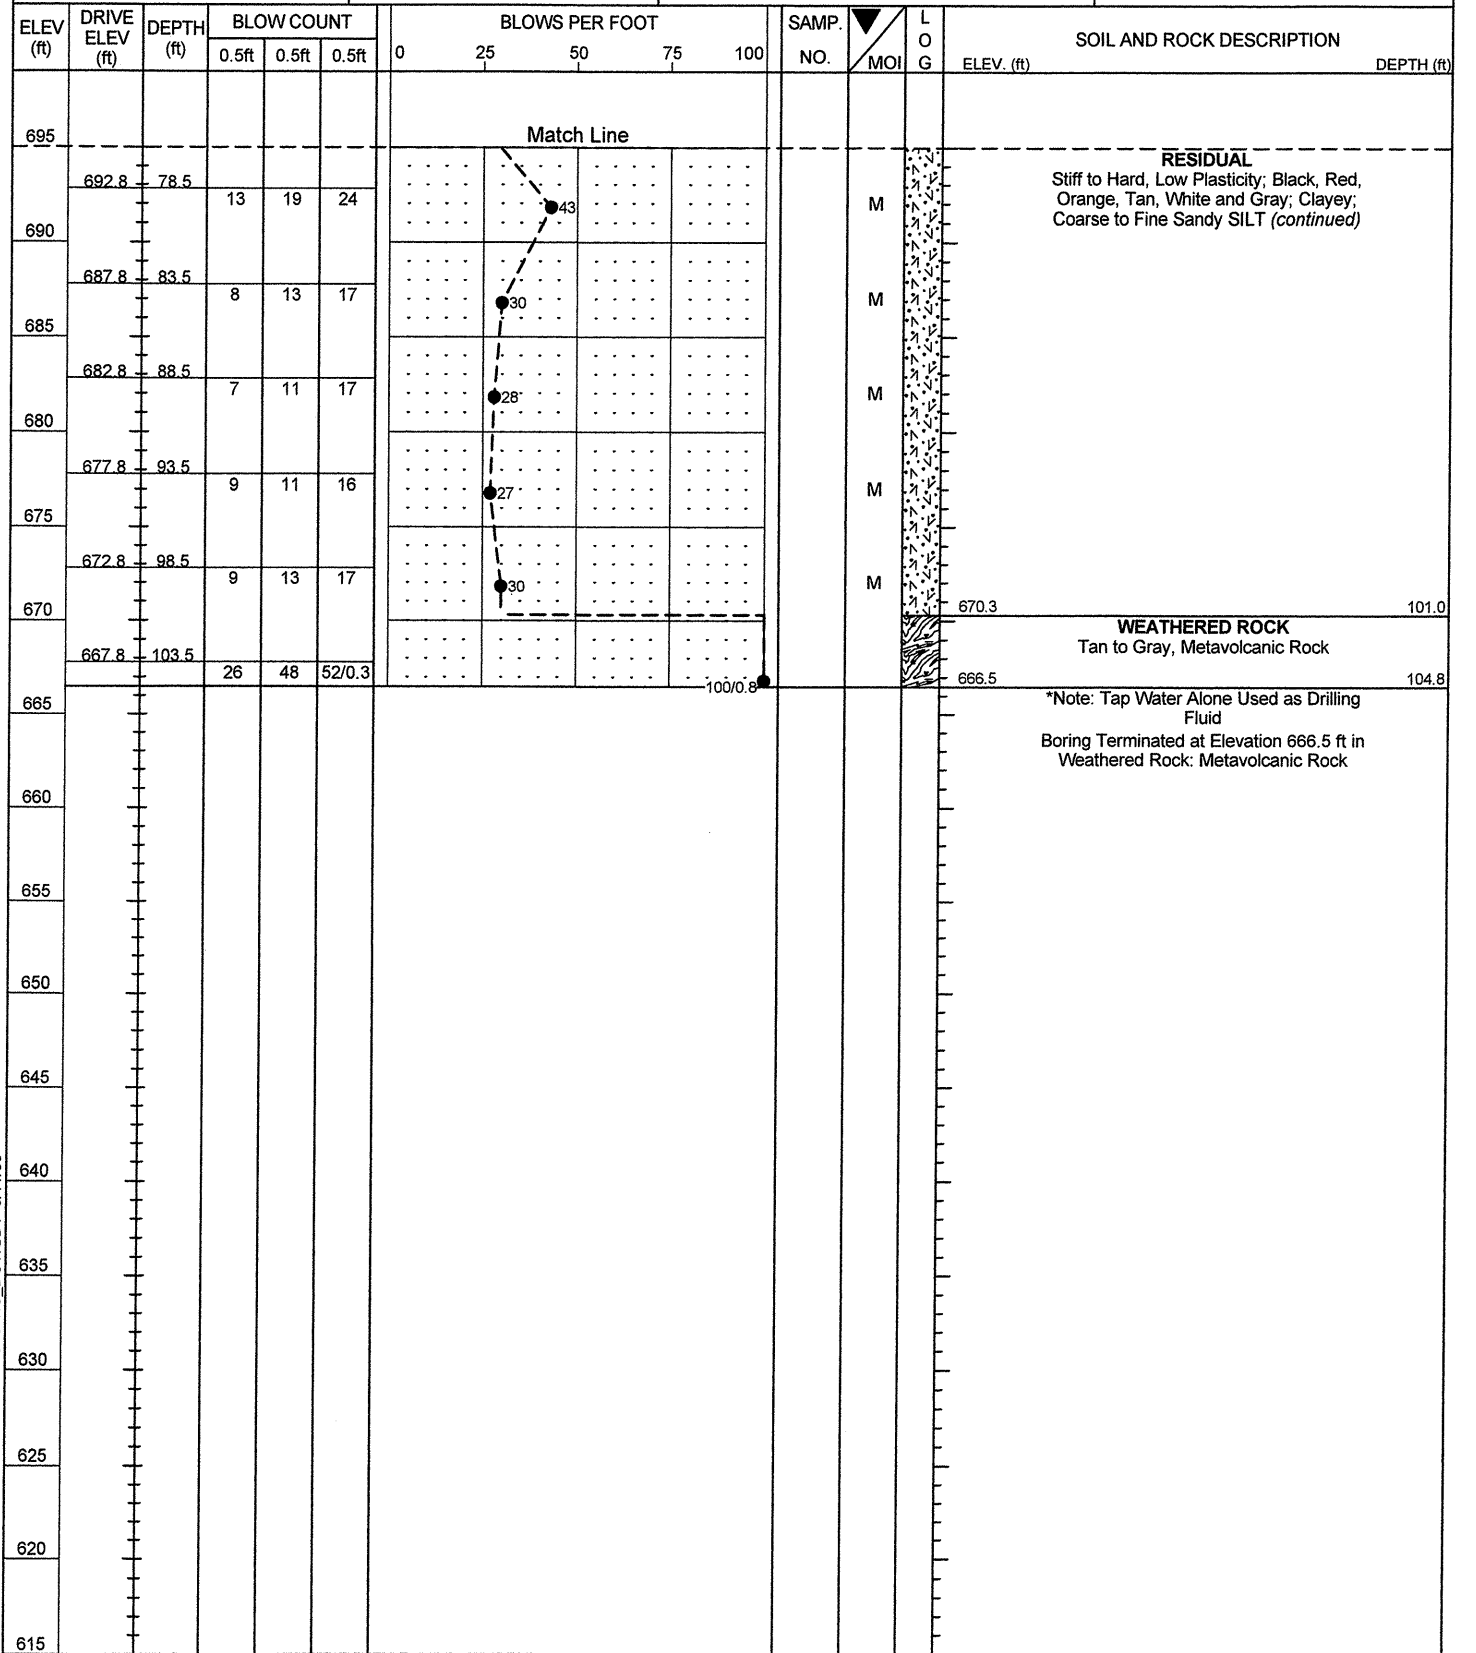 ELEV (ft) DRIVE ELEV (ft) DEPTH (ft) BLOW COUNT BLOWS PER FOOT SAMP. NO. MOI LOG SOIL AND ROCK DESCRIPTION
0.5ft 0.5ft 0.5ft 0 25 50 75 100 ELEV. (ft) DEPTH (ft)
695 Match Line
RESIDUAL
Stiff to Hard, Low Plasticity; Black, Red,
Orange, Tan, White and Gray; Clayey;
Coarse to Fine Sandy SILT (continued)
692.8 78.5
13 19 24 43 M
690
687.8 83.5
8 13 17 30 M
685
682.8 88.5
7 11 17 28 M
680
677.8 93.5
9 11 16 27 M
675
672.8 98.5
9 13 17 30 M
670 670.3 101.0
WEATHERED ROCK
Tan to Gray, Metavolcanic Rock
667.8 103.5
26 48 52/0.3 100/0.8 666.5 104.8
665
*Note: Tap Water Alone Used as Drilling
Fluid
Boring Terminated at Elevation 666.5 ft in
Weathered Rock: Metavolcanic Rock
660
655
650
645
640
635
630
625
620
615